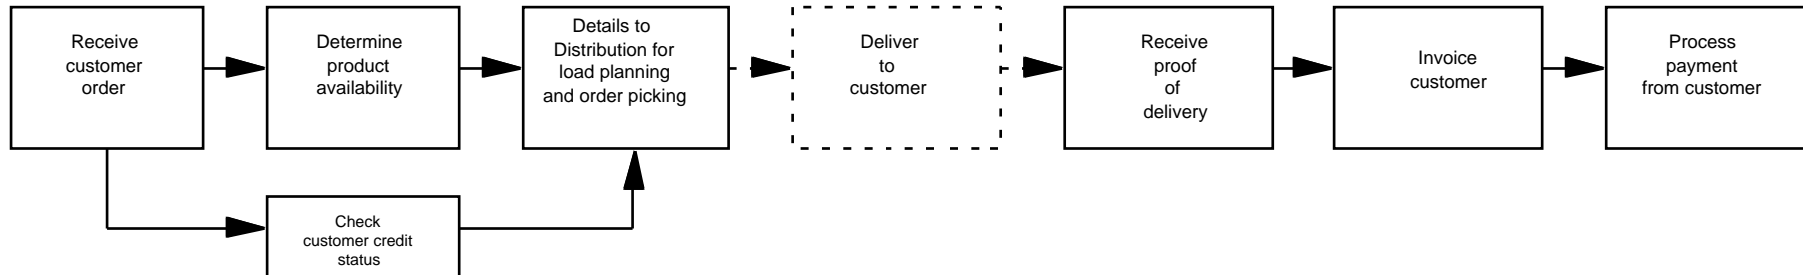 Receive
customer
order
Determine
product
availability
Details to
Distribution for
load planning
and order picking
Deliver
to
customer
Receive
proof
of
delivery
Invoice
customer
Process
payment
from customer
Check
customer credit
status